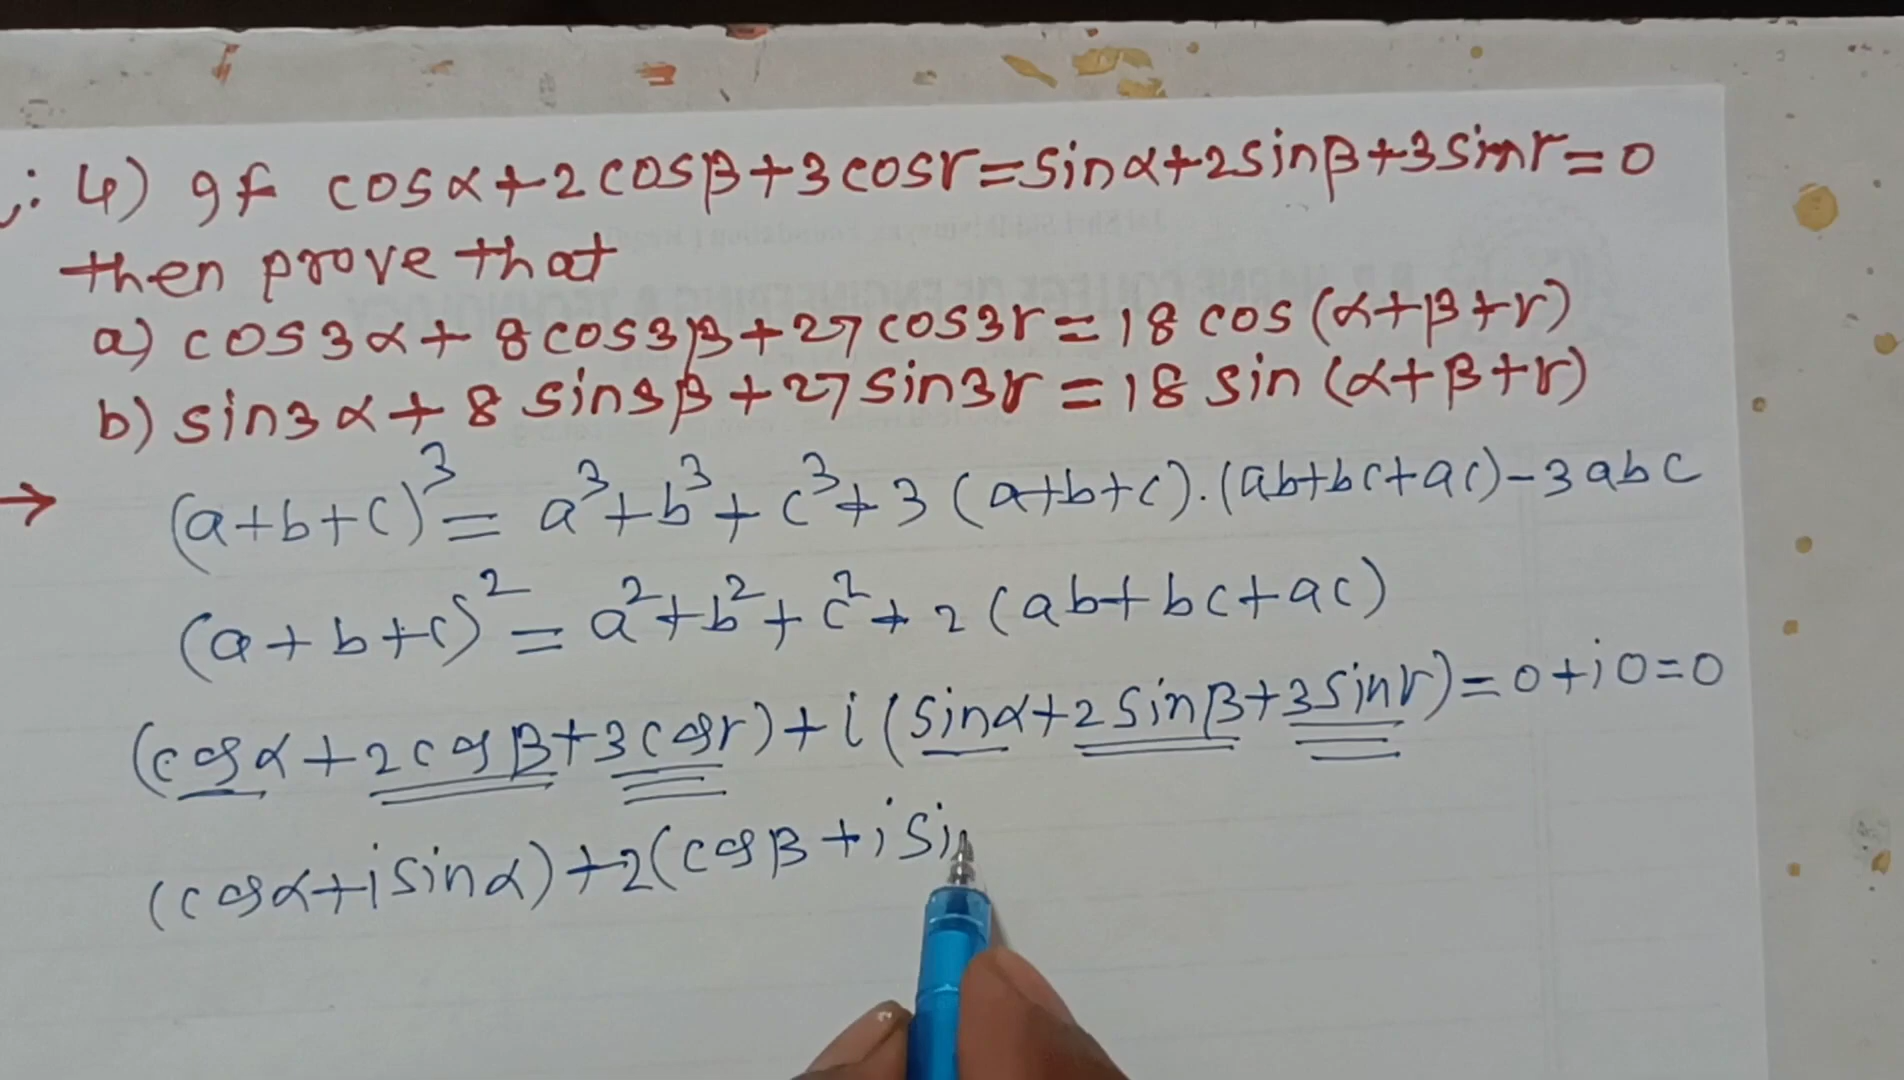 4) If cosα+2cosβ+3cosr=sinα+2sinβ+3sinr=0
then prove that
a) cos3α+8cos3β+27cos3r=18cos(α+β+r)
b) sin3α+8sin3β+27sin3r=18sin(α+β+r)
→ (a+b+c)³=a³+b³+c³+3(a+b+c).(ab+bc+ac)-3abc
(a+b+c)²=a²+b²+c²+2(ab+bc+ac)
(cosα+2cosβ+3cosr)+i(sinα+2sinβ+3sinr)=0+i0=0
(cosα+isinα)+2(cosβ+isin